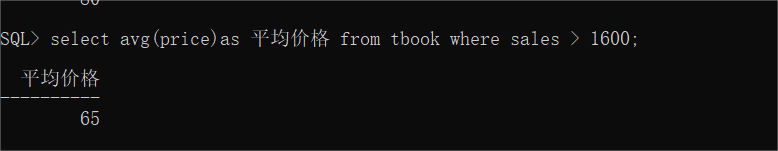 80
SQL> select avg(price)as 平均价格 from tbook where sales > 1600;
平均价格
----------
65